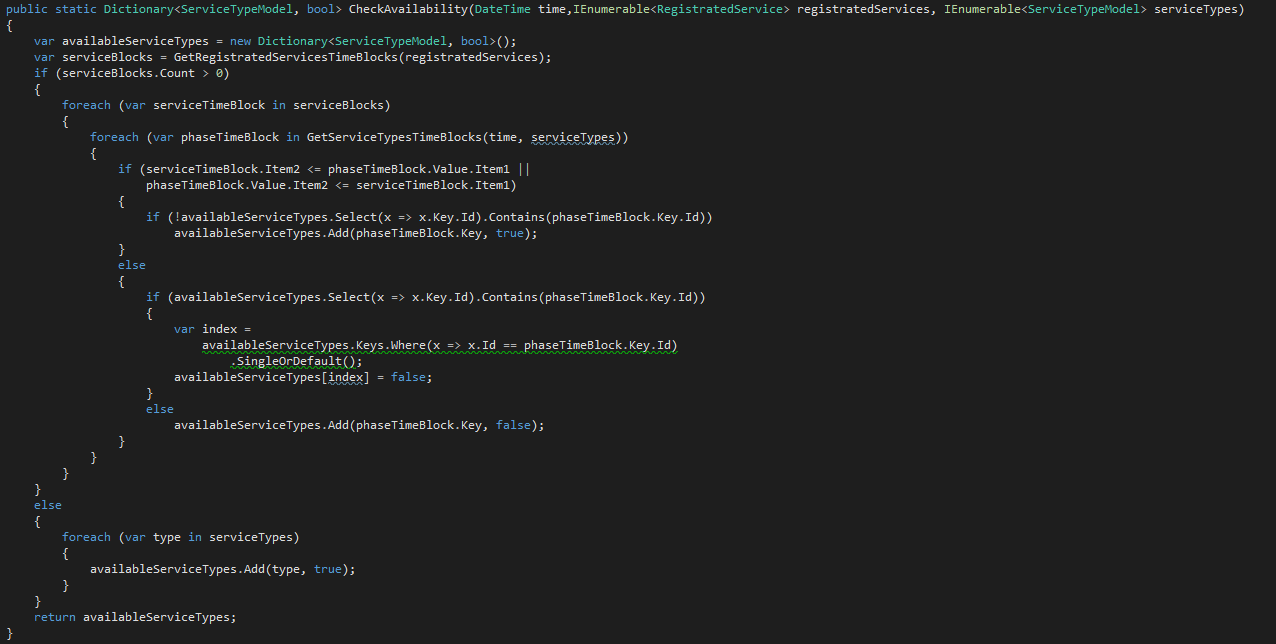 public static Dictionary<ServiceTypeModel, bool> CheckAvailability(DateTime time,IEnumerable<RegistratedService> registratedServices, IEnumerable<ServiceTypeModel> serviceTypes)
{
    var availableServiceTypes = new Dictionary<ServiceTypeModel, bool>();
    var serviceBlocks = GetRegistratedServicesTimeBlocks(registratedServices);
    if (serviceBlocks.Count > 0)
    {
        foreach (var serviceTimeBlock in serviceBlocks)
        {
            foreach (var phaseTimeBlock in GetServiceTypesTimeBlocks(time, serviceTypes))
            {
                if (serviceTimeBlock.Item2 <= phaseTimeBlock.Value.Item1 ||
                    phaseTimeBlock.Value.Item2 <= serviceTimeBlock.Item1)
                {
                    if (!availableServiceTypes.Select(x => x.Key.Id).Contains(phaseTimeBlock.Key.Id))
                        availableServiceTypes.Add(phaseTimeBlock.Key, true);
                }
                else
                {
                    if (availableServiceTypes.Select(x => x.Key.Id).Contains(phaseTimeBlock.Key.Id))
                    {
                        var index =
                            availableServiceTypes.Keys.Where(x => x.Id == phaseTimeBlock.Key.Id)
                                .SingleOrDefault();
                        availableServiceTypes[index] = false;
                    }
                    else
                        availableServiceTypes.Add(phaseTimeBlock.Key, false);
                }
            }
        }
    }
    else
    {
        foreach (var type in serviceTypes)
        {
            availableServiceTypes.Add(type, true);
        }
    }
    return availableServiceTypes;
}